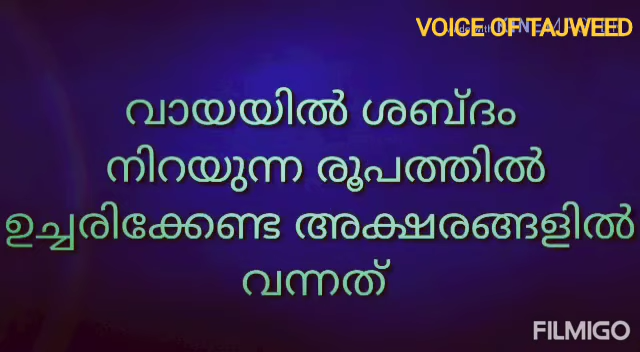 VOICE OF TAJWEED
വായയിൽ ശബ്ദം
നിറയുന്ന രൂപത്തിൽ
ഉച്ചരിക്കേണ്ട അക്ഷരങ്ങളിൽ
വന്നത്
FILMIGO